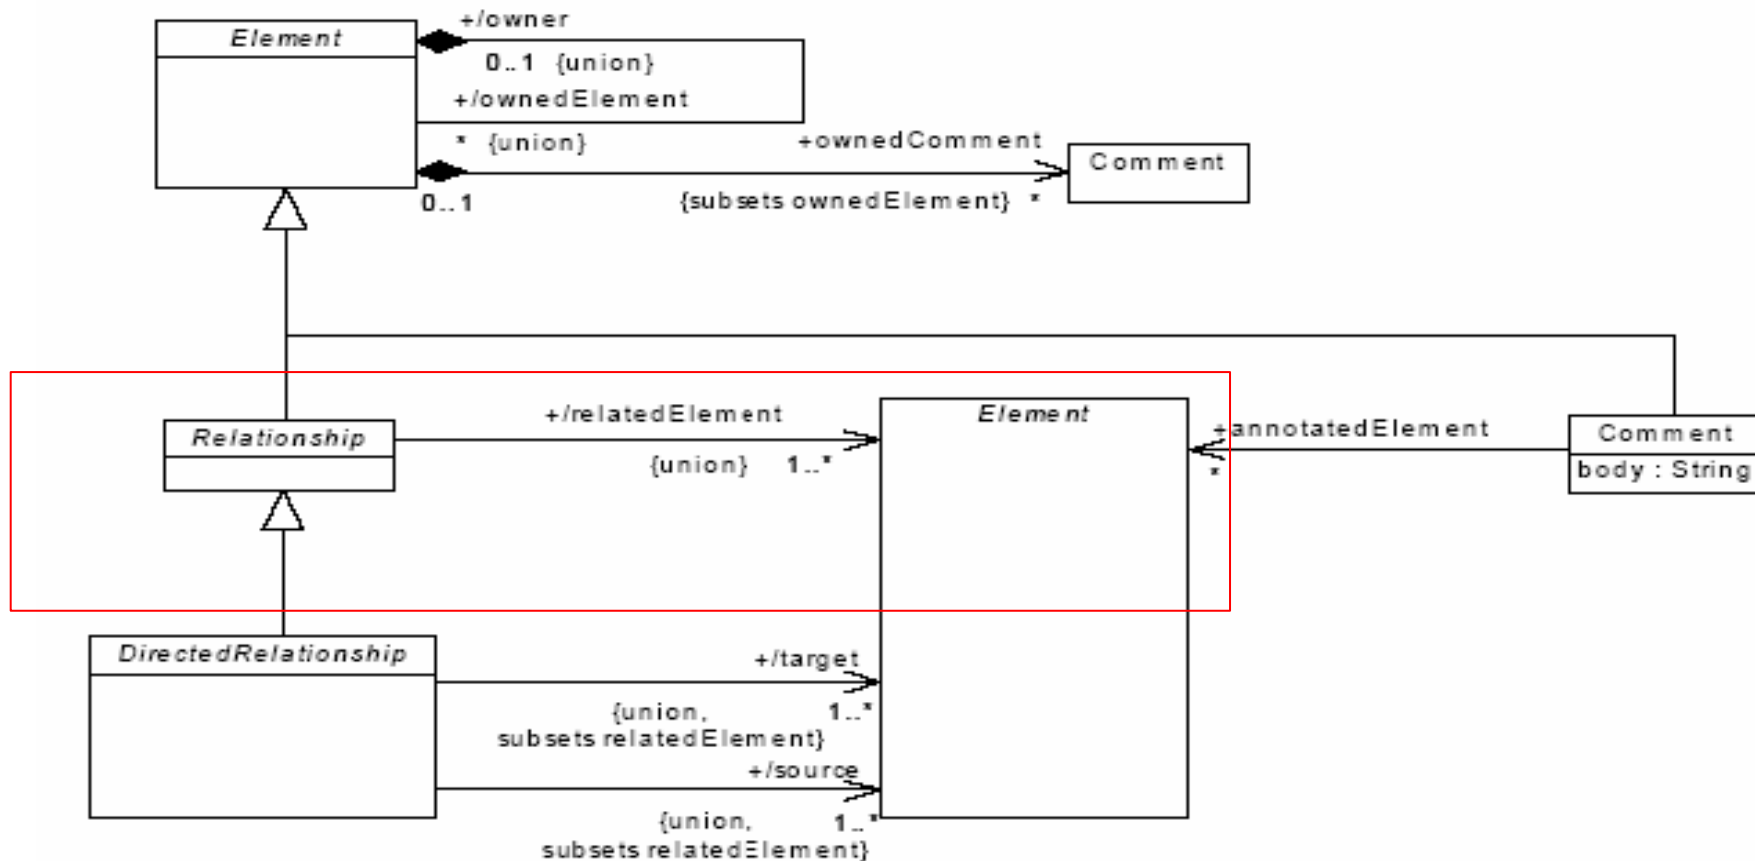 +/owner
Element
0..1 {union}
+/ownedElement
* {union}
+ownedComment
Comment
0..1
{subsets ownedElement} *
+/relatedElement
Element
Relationship
+annotatedElement
Comment
{union} 1..*
*
body : String
DirectedRelationship
+/target
{union,
1..*
subsets relatedElement}
+/source
{union,
1..*
subsets relatedElement}